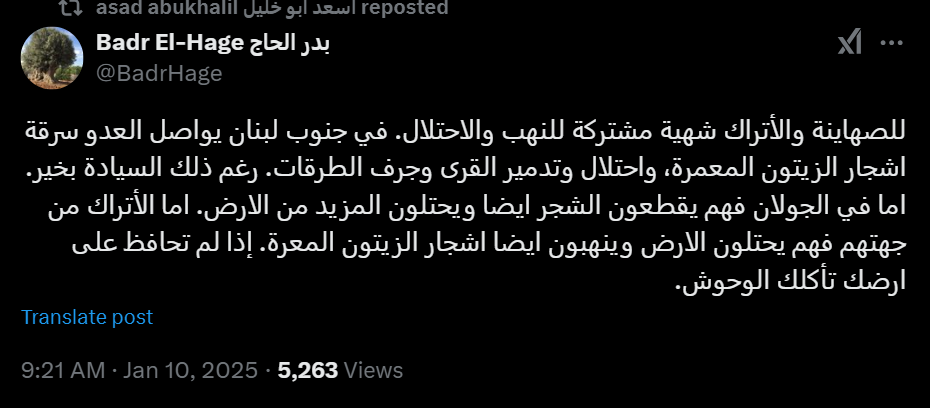 asad abukhalil أسعد أبو خليل reposted
Badr El-Hage بدر الحاج
@BadrHage
للصهاينة والأتراك شهية مشتركة للنهب والاحتلال. في جنوب لبنان يواصل العدو سرقة
اشجار الزيتون المعمرة، واحتلال وتدمير القرى وجرف الطرقات. رغم ذلك السيادة بخير.
اما في الجولان فهم يقطعون الشجر ايضا ويحتلون المزيد من الارض. اما الأتراك من
جهتهم فهم يحتلون الارض وينهبون ايضا اشجار الزيتون المعرة. إذا لم تحافظ على
ارضك تأكلك الوحوش.
Translate post
9:21 AM · Jan 10, 2025 · 5,263 Views